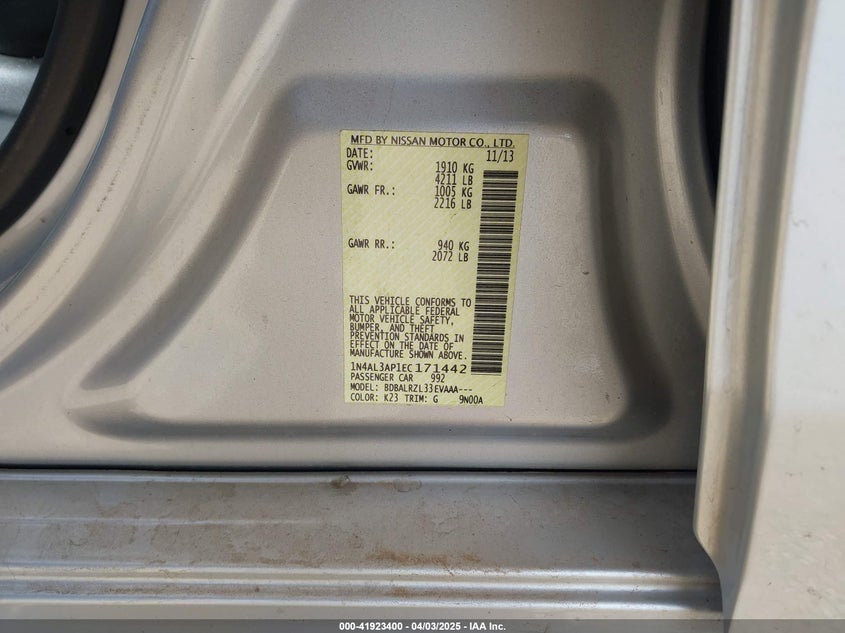 MFD BY NISSAN MOTOR CO., LTD.
DATE: 11/13
GVWR: 1910 KG
4211 LB
GAWR FR.: 1005 KG
2216 LB
GAWR RR.: 940 KG
2072 LB
THIS VEHICLE CONFORMS TO
ALL APPLICABLE FEDERAL
MOTOR VEHICLE SAFETY,
BUMPER, AND THEFT
PREVENTION STANDARDS IN
EFFECT ON THE DATE OF
MANUFACTURE SHOWN ABOVE.
1N4AL3AP1EC171442
PASSENGER CAR 992
MODEL: BDBALRZL33EVAAA---
COLOR: K23 TRIM: G 9N00A
000-41923400 - 04/03/2025 - IAA Inc.